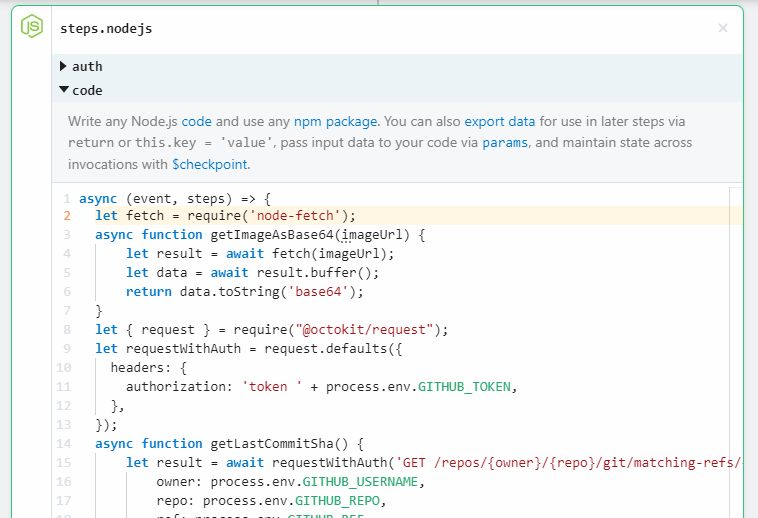 JS
steps.nodejs
×
auth
code
Write any Node.js code and use any npm package. You can also export data for use in later steps via
return or this.key = 'value', pass input data to your code via params, and maintain state across
invocations with $checkpoint.
1 async (event, steps) => {
2 let fetch = require('node-fetch');
3 async function getImageAsBase64(imageUrl) {
4 let result = await fetch(imageUrl);
5 let data = await result.buffer();
6 return data.toString('base64');
7 }
8 let { request } = require("@octokit/request");
9 let requestWithAuth = request.defaults({
10 headers: {
11 authorization: 'token ' + process.env.GITHUB_TOKEN,
12 },
13 });
14 async function getLastCommitSha() {
15 let result = await requestWithAuth('GET /repos/{owner}/{repo}/git/matching-refs/
16 owner: process.env.GITHUB_USERNAME,
17 repo: process.env.GITHUB_REPO,
18 ref: process.env.GITHUB_REF